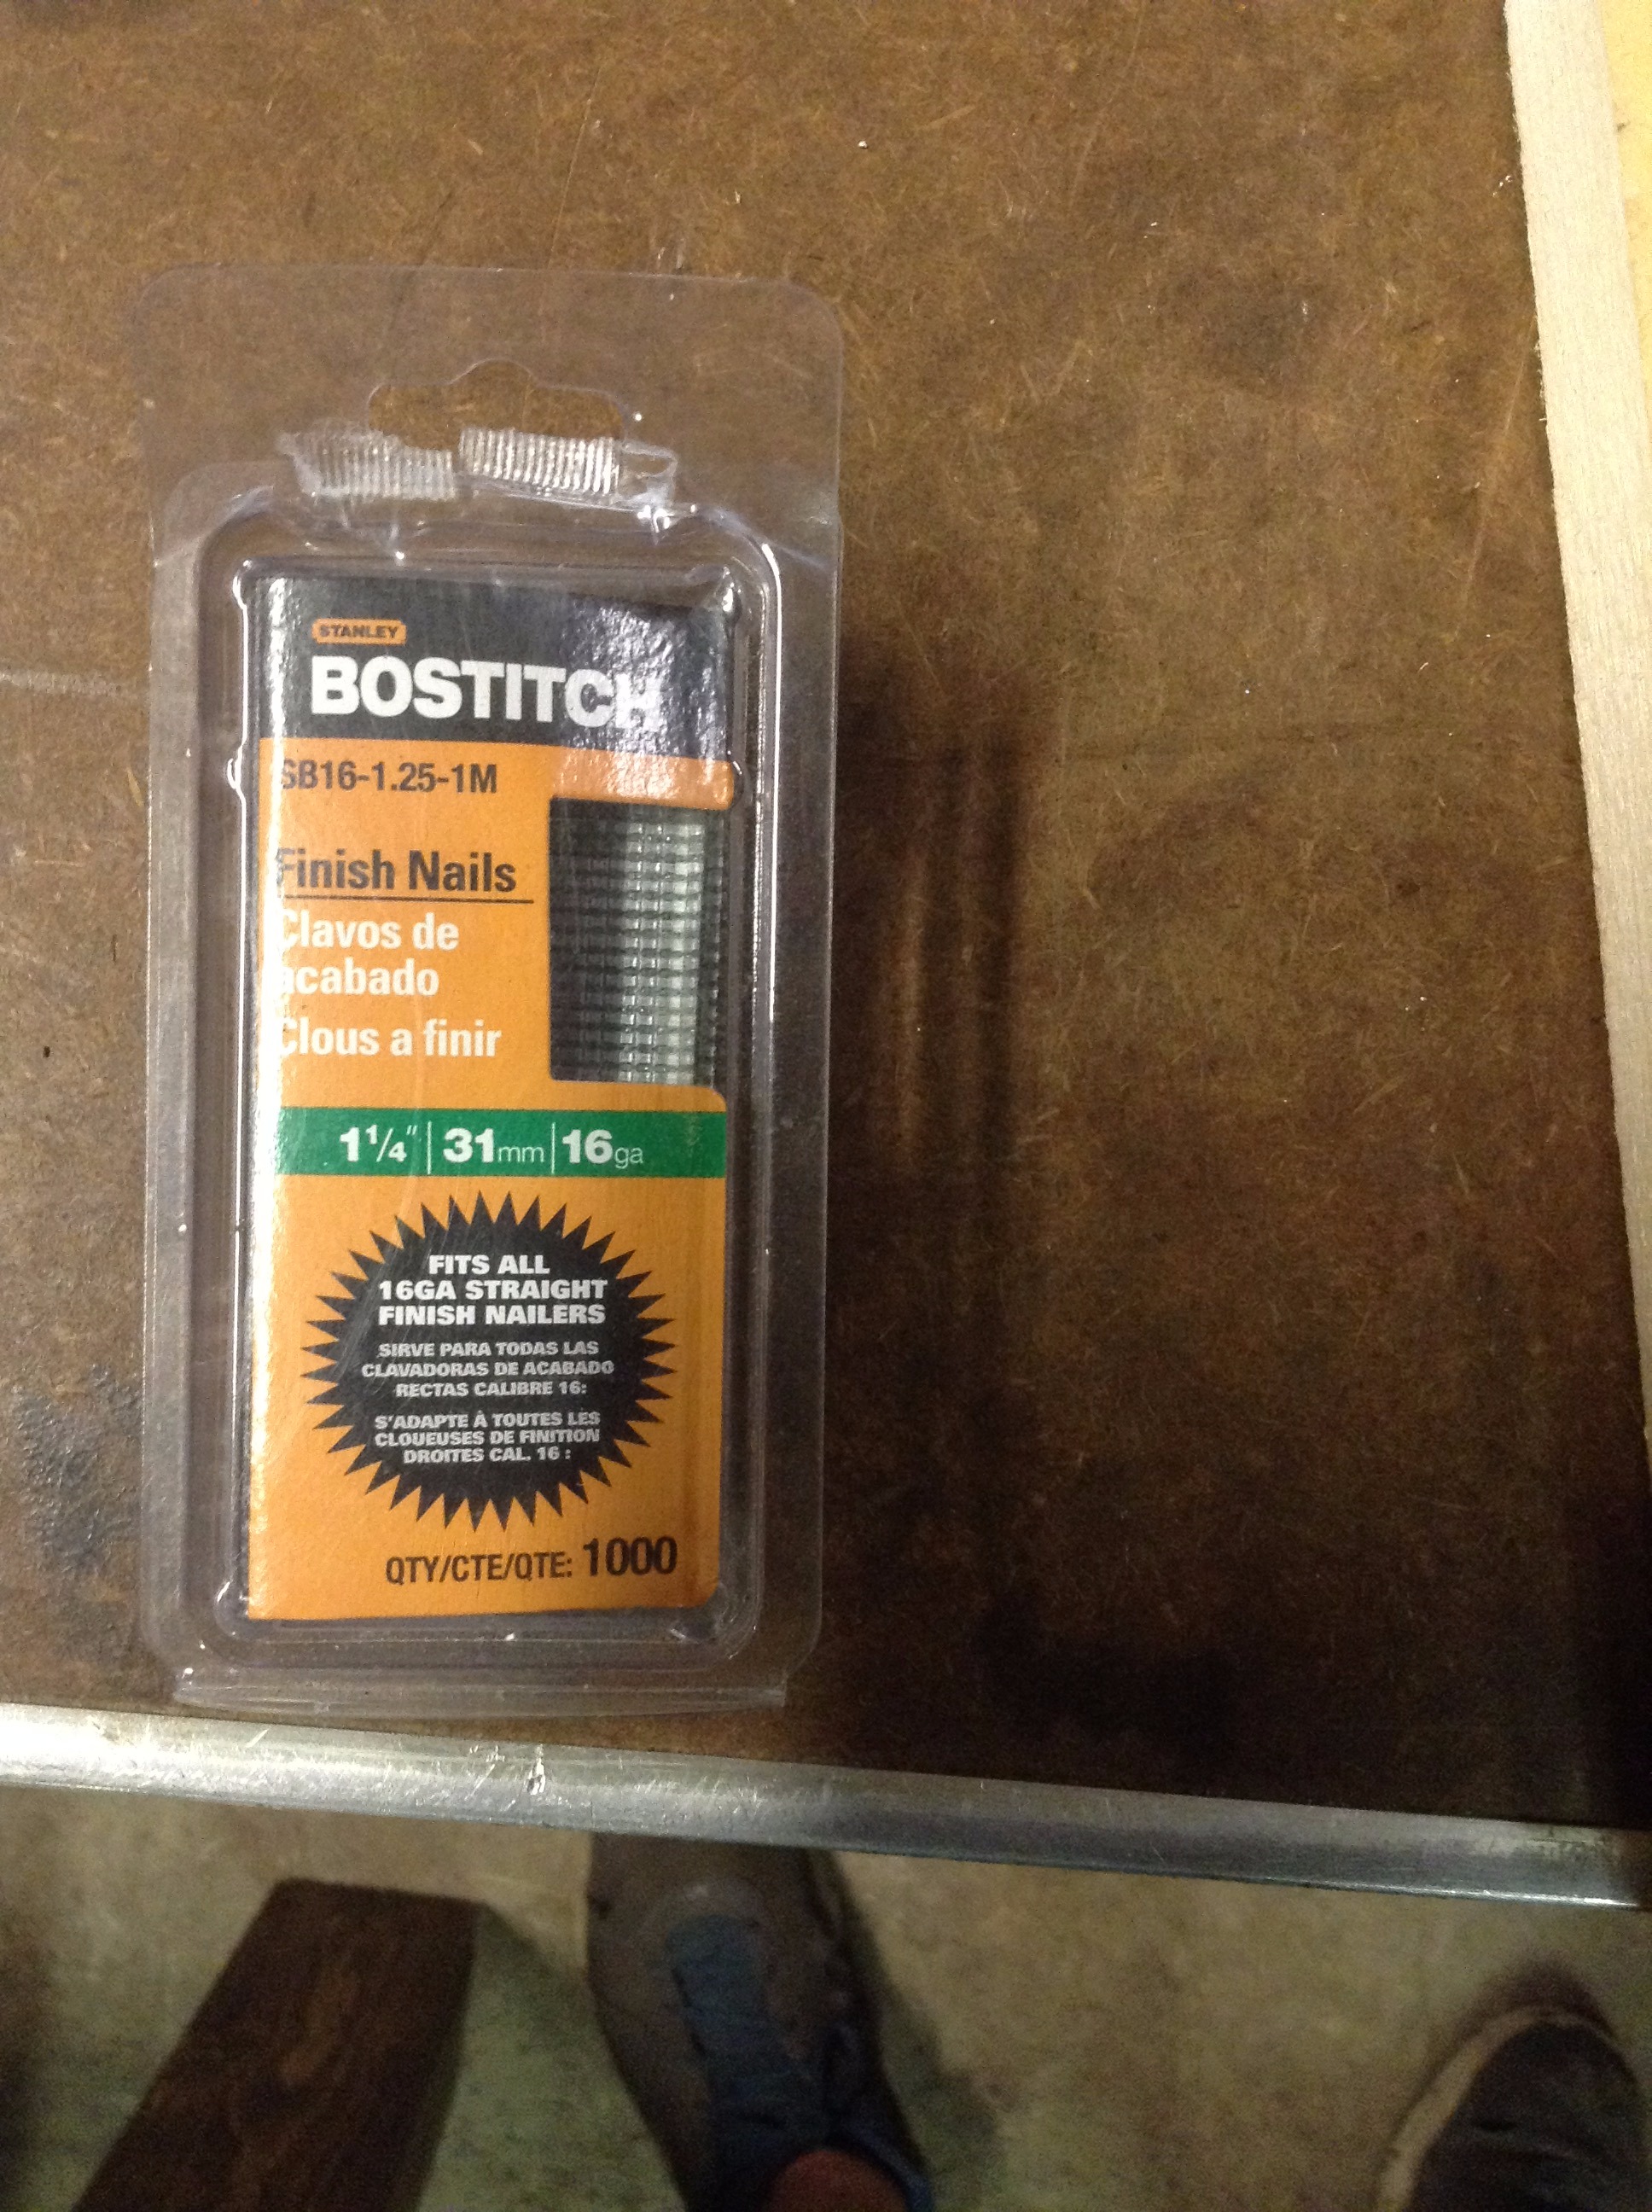 STANLEY
BOSTITCH
SB16-1.25-1M
Finish Nails
Clavos de
acabado
Clous a finir
1 1/4" | 31mm | 16ga
FITS ALL
16GA STRAIGHT
FINISH NAILERS
SIRVE PARA TODAS LAS
CLAVADORAS DE ACABADO
RECTAS CALIBRE 16:
S'ADAPTE À TOUTES LES
CLOUEUSES DE FINITION
DROITES CAL. 16 :
QTY/CTE/QTE: 1000